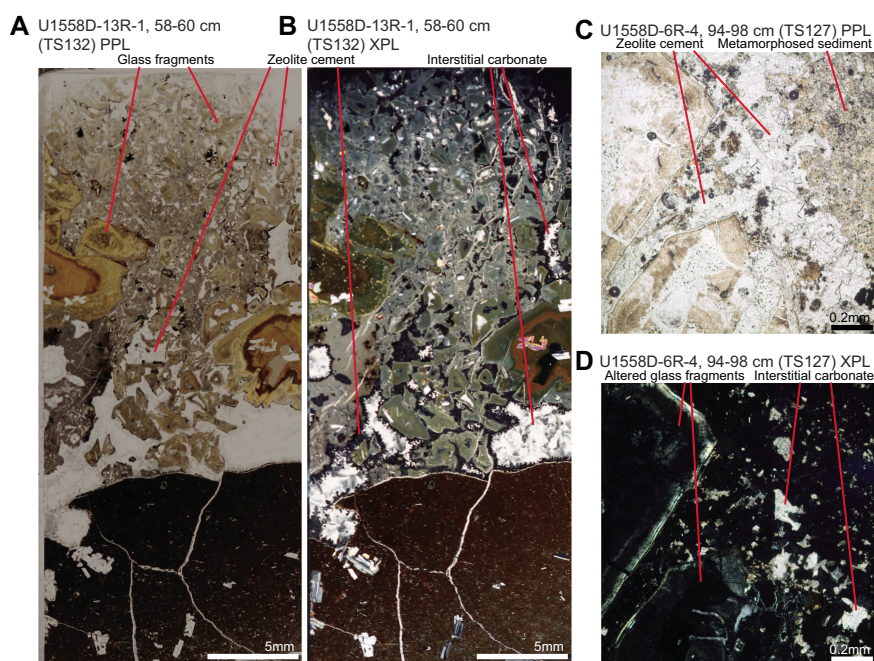 A
U1558D-13R-1, 58-60 cm
(TS132) PPL
Glass fragments
Zeolite cement
5mm
B
U1558D-13R-1, 58-60 cm
(TS132) XPL
Interstitial carbonate
5mm
C
U1558D-6R-4, 94-98 cm (TS127) PPL
Zeolite cement
Metamorphosed sediment
0.2mm
D
U1558D-6R-4, 94-98 cm (TS127) XPL
Altered glass fragments
Interstitial carbonate
0.2mm